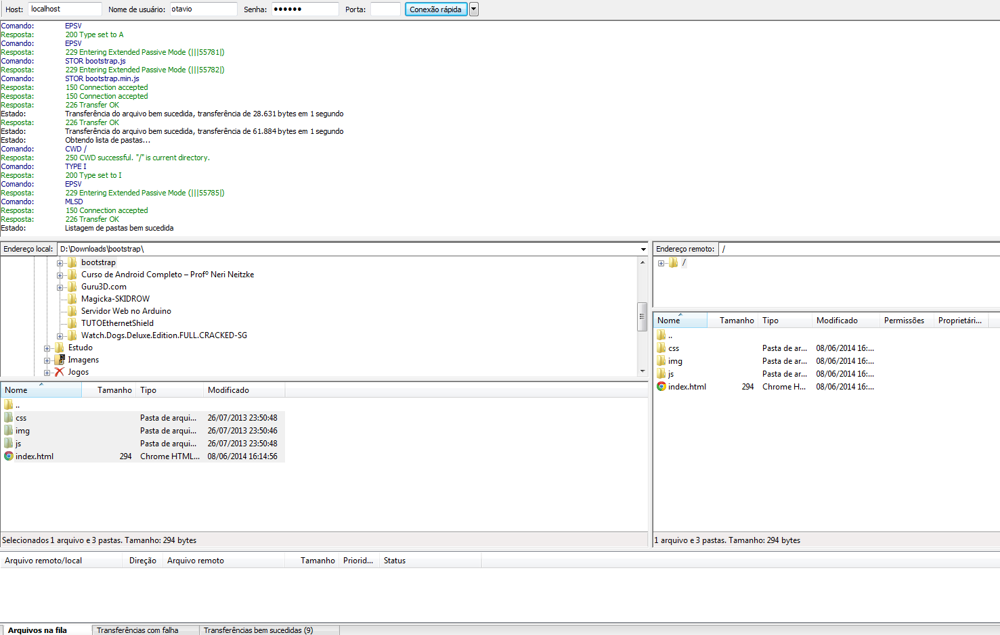 Host: localhost Nome de usuário: otavio Senha: ●●●●●● Porta: Conexão rápida
Comando: EPSV
Resposta: 200 Type set to A
Comando: EPSV
Resposta: 229 Entering Extended Passive Mode (|||55781|)
Comando: STOR bootstrap.js
Resposta: 229 Entering Extended Passive Mode (|||55782|)
Comando: STOR bootstrap.min.js
Resposta: 150 Connection accepted
Resposta: 150 Connection accepted
Resposta: 226 Transfer OK
Estado: Transferência do arquivo bem sucedida, transferência de 28.631 bytes em 1 segundo
Resposta: 226 Transfer OK
Estado: Transferência do arquivo bem sucedida, transferência de 61.884 bytes em 1 segundo
Estado: Obtendo lista de pastas...
Comando: CWD /
Resposta: 250 CWD successful. "/" is current directory.
Comando: TYPE I
Resposta: 200 Type set to I
Comando: EPSV
Resposta: 229 Entering Extended Passive Mode (|||55785|)
Comando: MLSD
Resposta: 150 Connection accepted
Resposta: 226 Transfer OK
Estado: Listagem de pastas bem sucedida
Endereço local: D:\Downloads\bootstrap\
bootstrap
Curso de Android Completo – Profº Neri Neitzke
Guru3D.com
Magicka-SKIDROW
Servidor Web no Arduino
TUTOEthernetShield
Watch.Dogs.Deluxe.Edition.FULL.CRACKED-SG
Estudo
Imagens
Jogos
Nome Tamanho Tipo Modificado
..
css Pasta de arqui... 26/07/2013 23:50:48
img Pasta de arqui... 26/07/2013 23:50:46
js Pasta de arqui... 26/07/2013 23:50:48
index.html 294 Chrome HTML... 08/06/2014 16:14:56
Selecionados 1 arquivo e 3 pastas. Tamanho: 294 bytes
Endereço remoto: /
/
Nome Tamanho Tipo Modificado Permissões Proprietári...
..
css Pasta de ar... 08/06/2014 16:...
img Pasta de ar... 08/06/2014 16:...
js Pasta de ar... 08/06/2014 16:...
index.html 294 Chrome H... 08/06/2014 16:...
1 arquivo e 3 pastas. Tamanho: 294 bytes
Arquivo remoto/local Direção Arquivo remoto Tamanho Priorid... Status
Arquivos na fila Transferências com falha Transferências bem sucedidas (9)